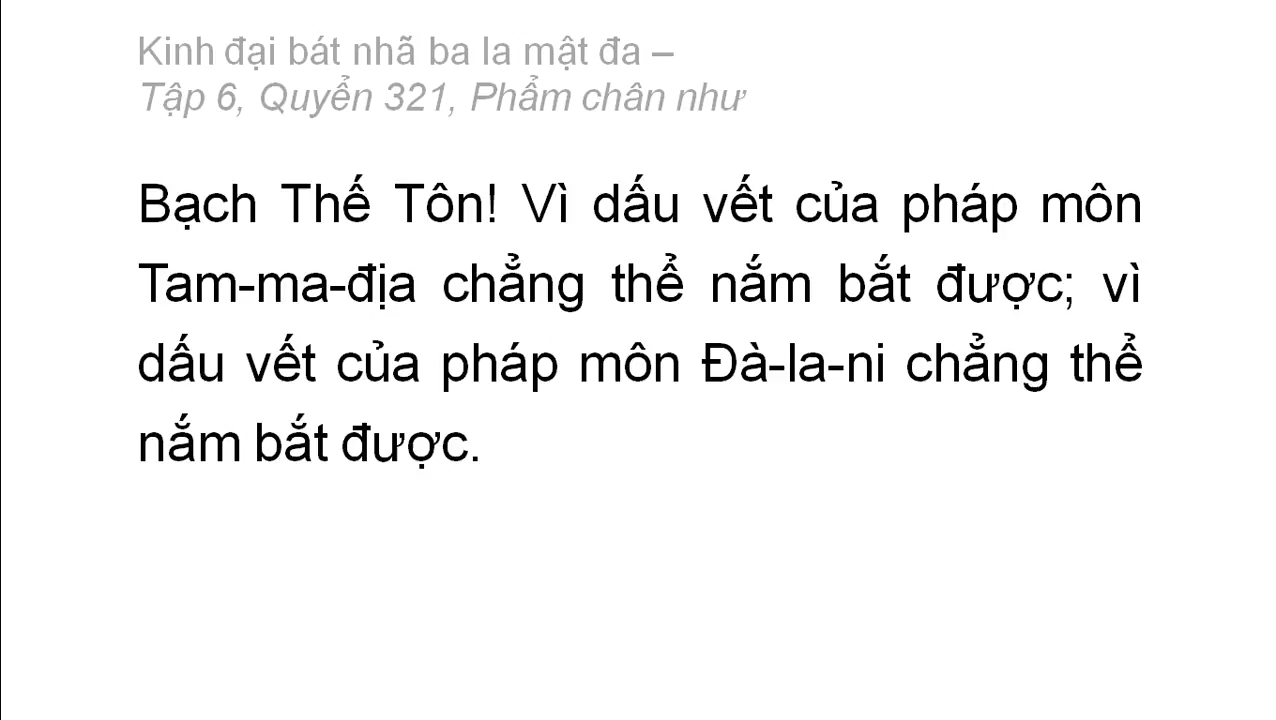 Kinh đại bát nhã ba la mật đa –
Tập 6, Quyển 321, Phẩm chân như
Bạch Thế Tôn! Vì dấu vết của pháp môn
Tam-ma-địa chẳng thể nắm bắt được; vì
dấu vết của pháp môn Đà-la-ni chẳng thể
nắm bắt được.